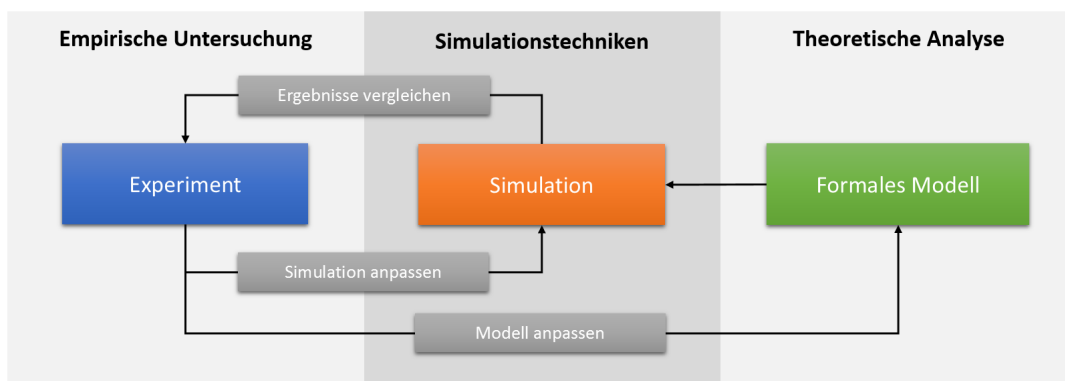 Empirische Untersuchung
Simulationstechniken
Theoretische Analyse
Ergebnisse vergleichen
Experiment
Simulation
Formales Modell
Simulation anpassen
Modell anpassen